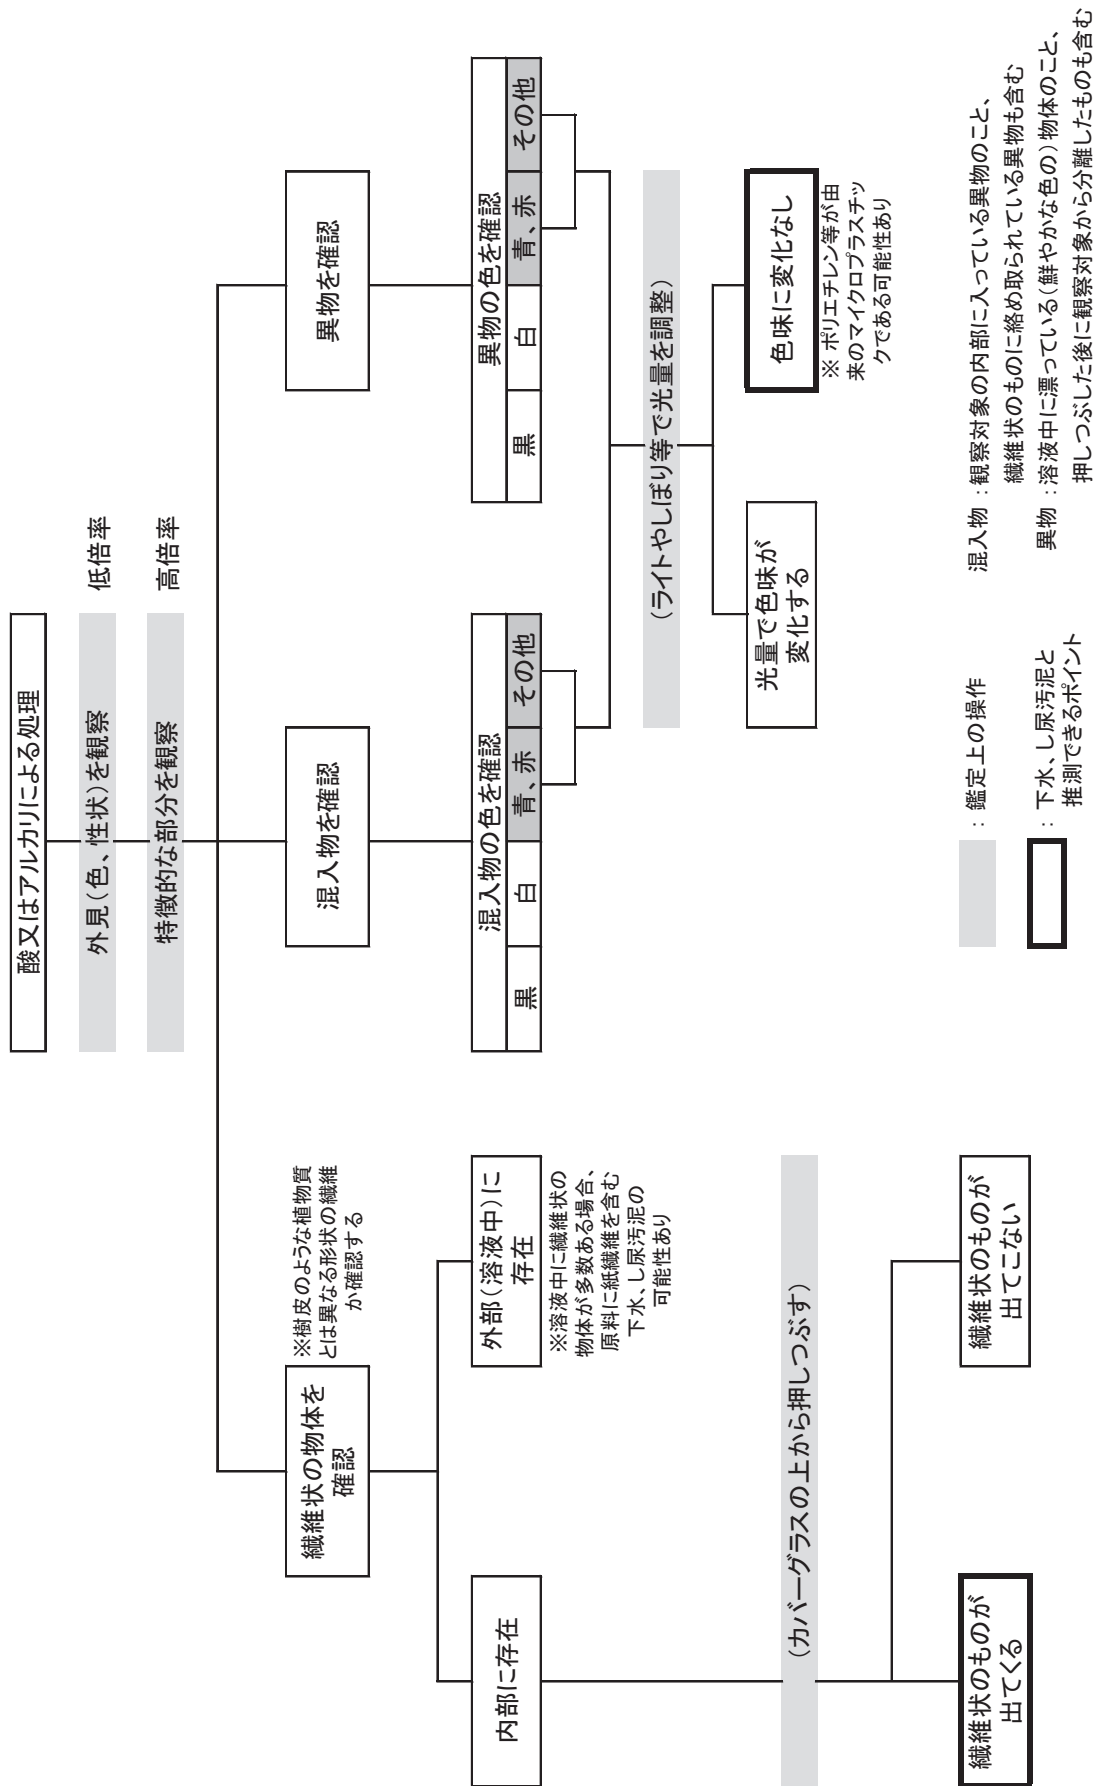 酸又はアルカリによる処理
外見(色、性状)を観察
低倍率
特徴的な部分を観察
高倍率
繊維状の物体を
確認
※樹皮のような植物質
とは異なる形状の繊維
か確認する
混入物を確認
異物を確認
内部に存在
外部(溶液中)に
存在
※溶液中に繊維状の
物体が多数ある場合、
原料に紙繊維を含む
下水、し尿汚泥の
可能性あり
混入物の色を確認
黒
白
青、赤
その他
異物の色を確認
黒
白
青、赤
その他
(ライトやしぼり等で光量を調整)
光量で色味が
変化する
色味に変化なし
※ ポリエチレン等が由
来のマイクロプラスチッ
クである可能性あり
(カバーグラスの上から押しつぶす)
繊維状のものが
出てくる
繊維状のものが
出てこない
:鑑定上の操作
:下水、し尿汚泥と
推測できるポイント
混入物:観察対象の内部に入っている異物のこと、
繊維状のものに絡め取られている異物も含む
異物:溶液中に漂っている(鮮やかな色の)物体のこと、
押しつぶした後に観察対象から分離したものも含む